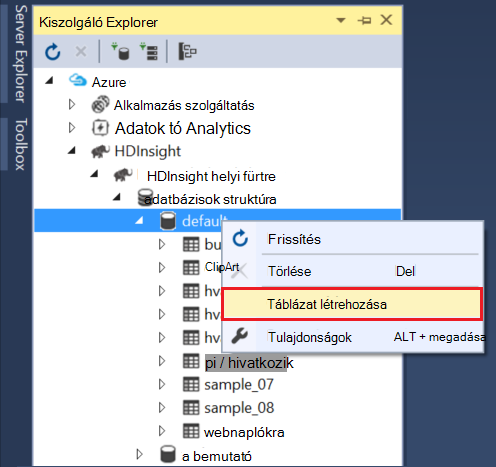 Server Explorer
Toolbox
Kiszolgáló Explorer
Azure
Alkalmazás szolgáltatás
Adatok tó Analytics
HDInsight
HDInsight helyi fürtre
adatbázisok struktúra
default
bu
ClipArt
hv
hv
hv
pi / hivatkozik
sample_07
sample_08
webnaplókra
a bemutató
Frissítés
Törlése Del
Táblázat létrehozása
Tulajdonságok ALT + megadása